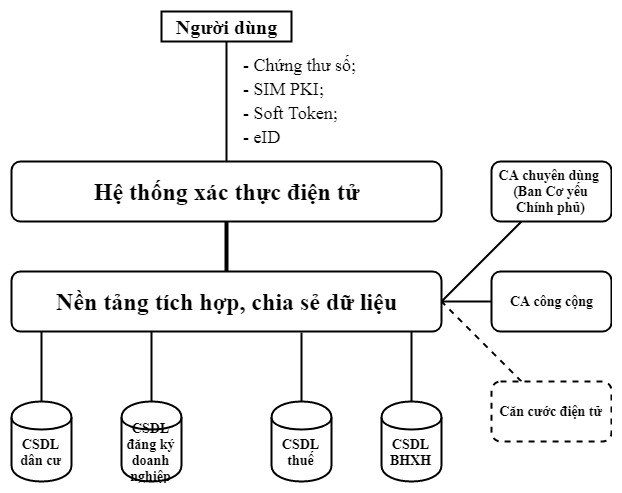 Người dùng
- Chứng thư số;
- SIM PKI;
- Soft Token;
- eID
Hệ thống xác thực điện tử
CA chuyên dùng
(Ban Cơ yếu
Chính phủ)
Nền tảng tích hợp, chia sẻ dữ liệu
CA công cộng
Căn cước điện tử
CSDL
dân cư
CSDL
đăng ký
doanh
nghiệp
CSDL
thuế
CSDL
BHXH